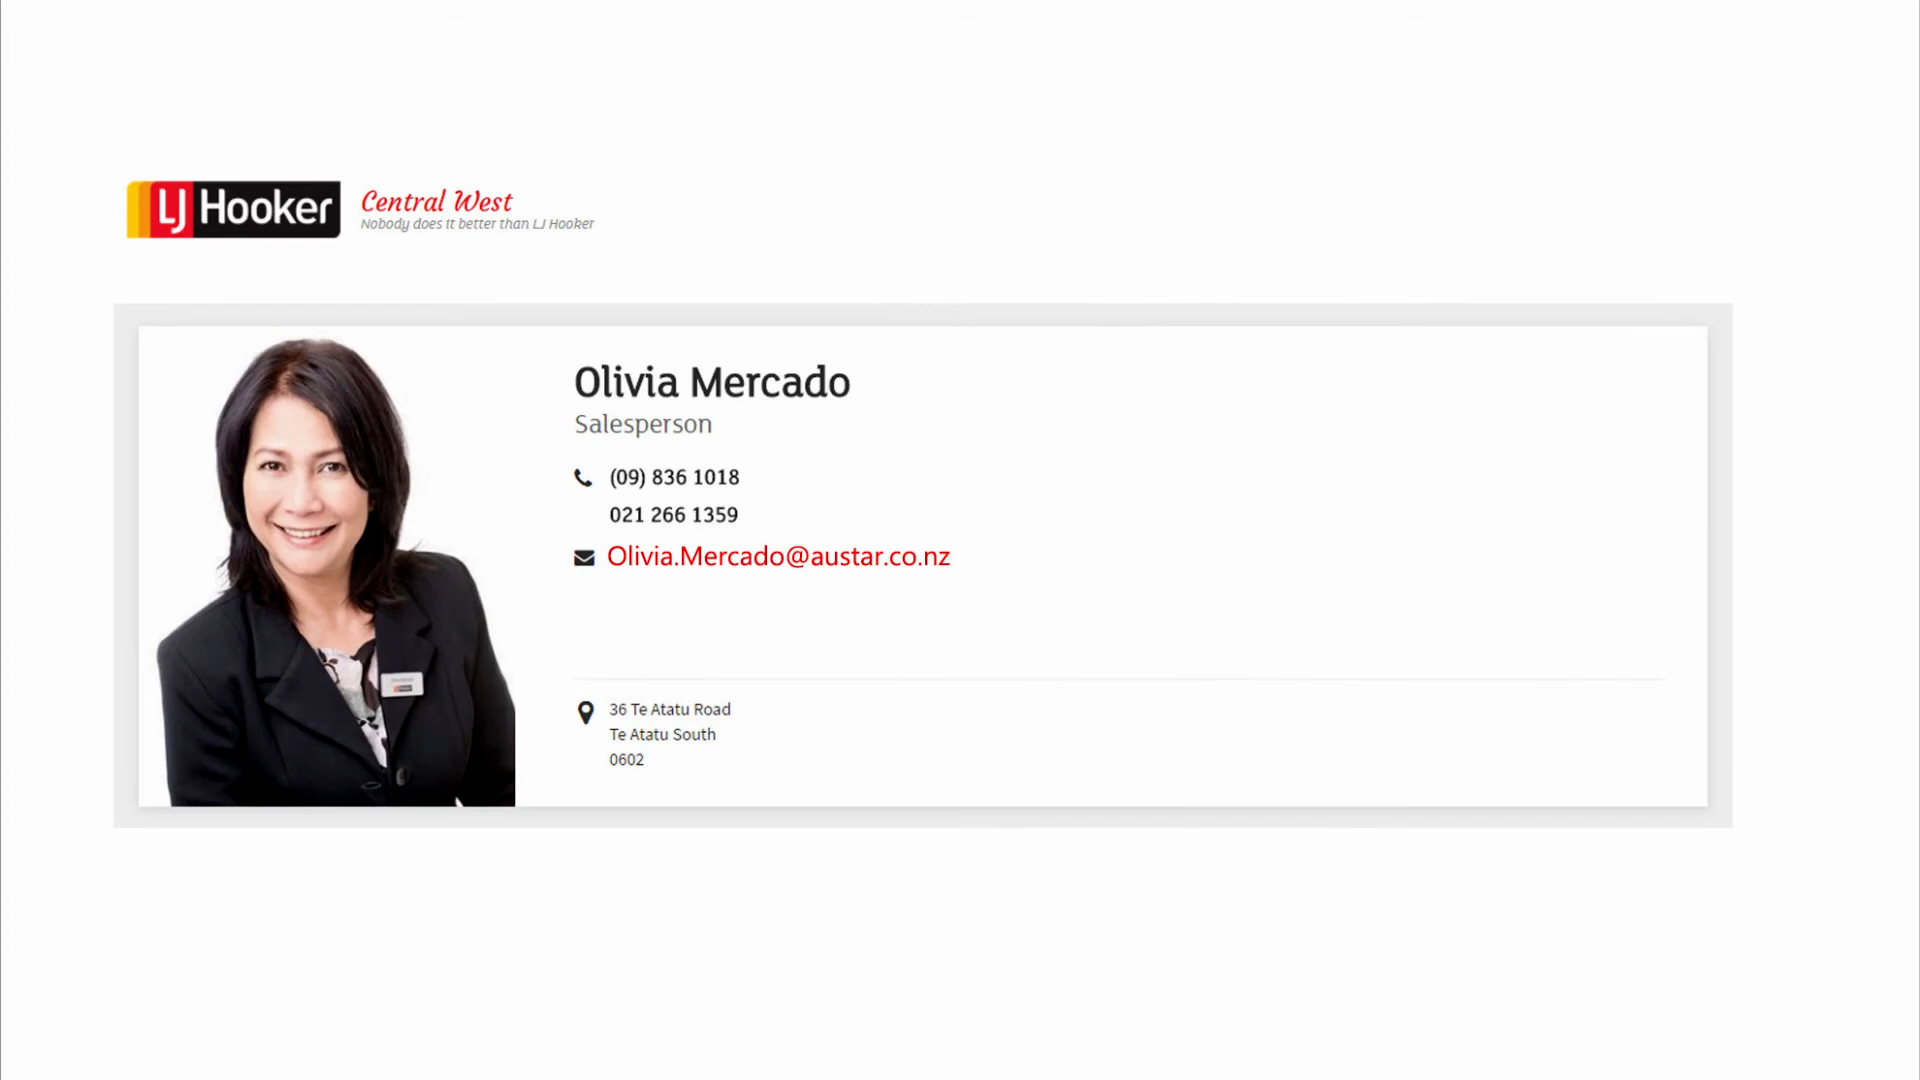 LJ Hooker
Central West
Nobody does it better than LJ Hooker
Olivia Mercado
Salesperson
(09) 836 1018
021 266 1359
Olivia.Mercado@austar.co.nz
36 Te Atatu Road
Te Atatu South
0602